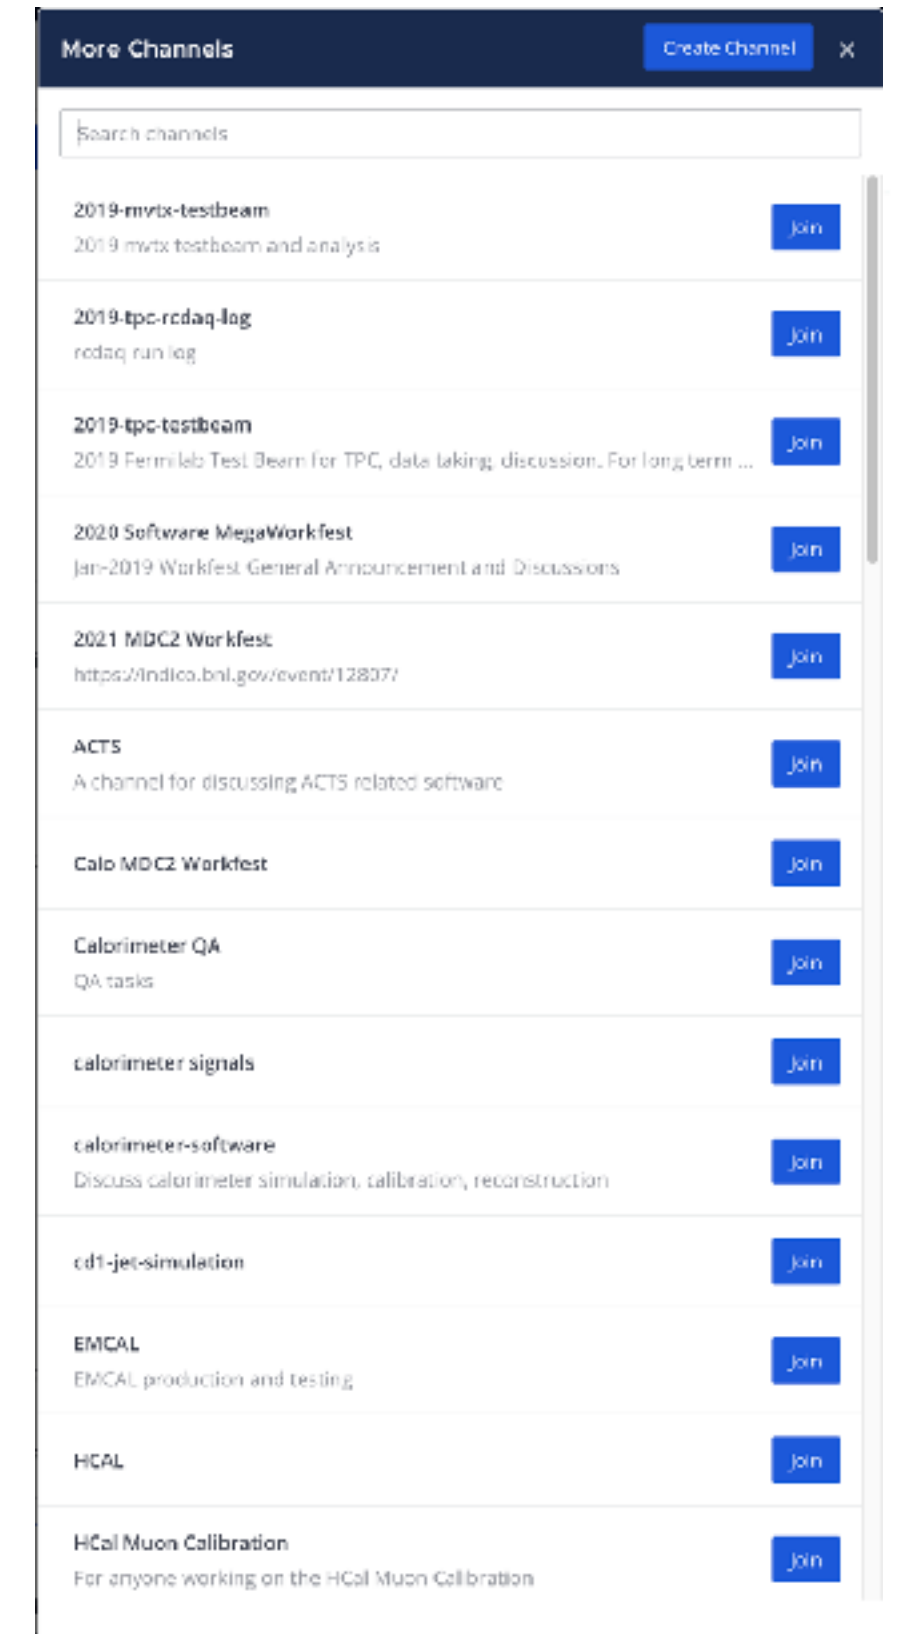 More Channels
Create Channel
Search channels
2019-mvtx-testbeam
2019 mvtx testbeam and analysis
Join
2019-tpc-rcdaq-log
rcdaq run log
Join
2019-tpc-testbeam
2019 Fermilab Test Beam for TPC, data taking, discussion. For long term ...
Join
2020 Software MegaWorkfest
Jan-2019 Workfest General Announcement and Discussions
Join
2021 MDC2 Workfest
https://indico.bnl.gov/event/12807/
Join
ACTS
A channel for discussing ACTS related software
Join
Calo MDC2 Workfest
Join
Calorimeter QA
QA tasks
Join
calorimeter signals
Join
calorimeter-software
Discuss calorimeter simulation, calibration, reconstruction
Join
cd1-jet-simulation
Join
EMCAL
EMCAL production and testing
Join
HCAL
Join
HCal Muon Calibration
For anyone working on the HCal Muon Calibration
Join